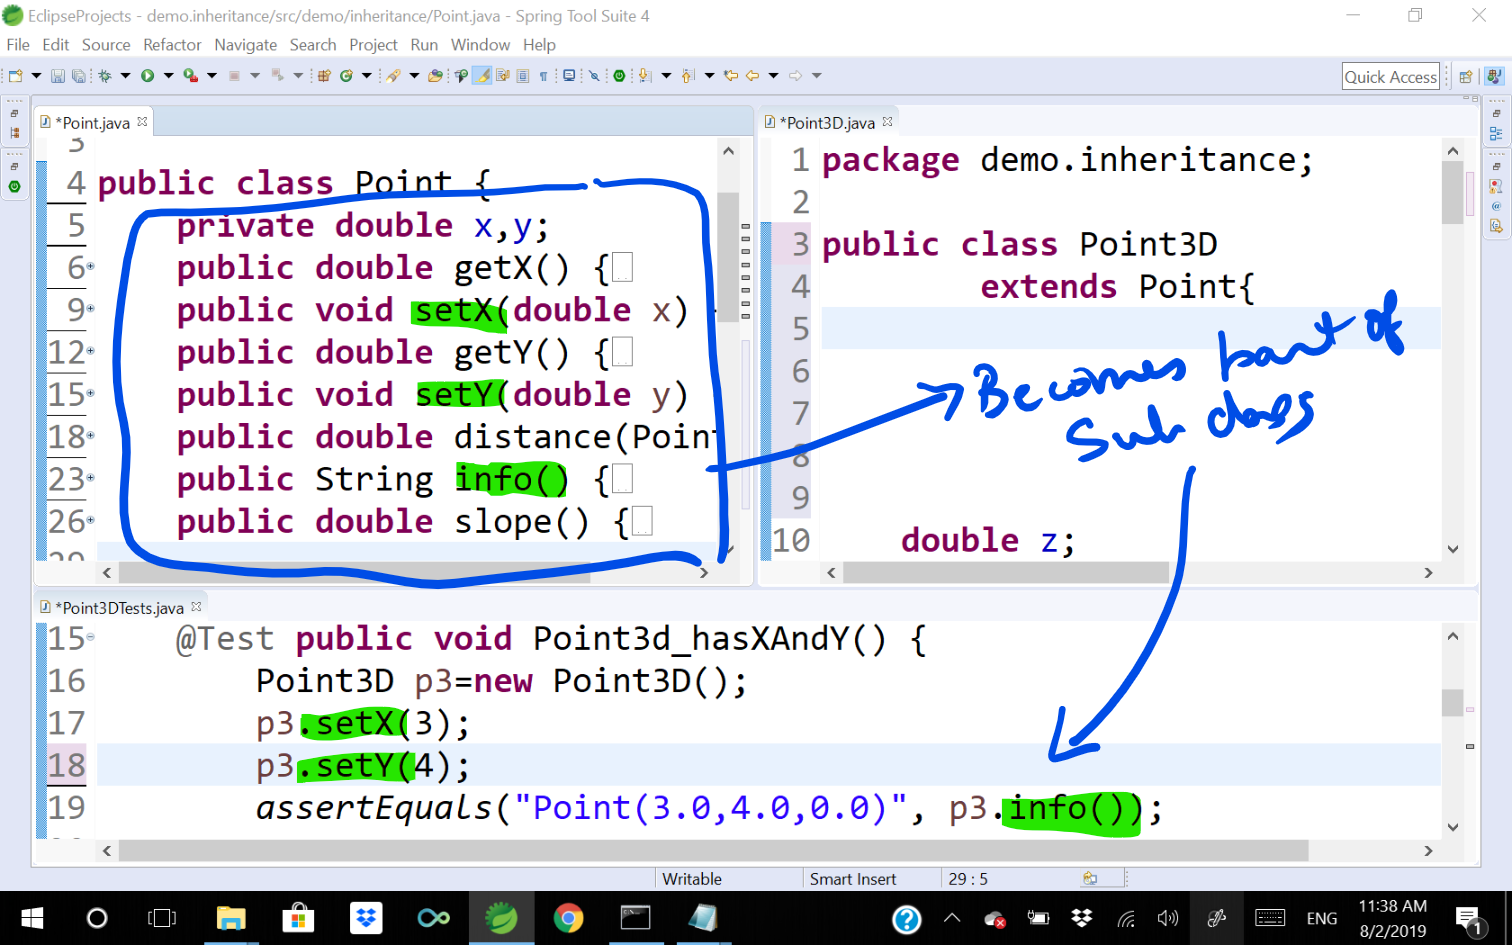 EclipseProjects - demo.inheritance/src/demo/inheritance/Point.java - Spring Tool Suite 4
File Edit Source Refactor Navigate Search Project Run Window Help
Quick Access
*Point.java
3
4 public class Point {
5 private double x,y;
6 public double getX() {
9 public void setX(double x)
12 public double getY() {
15 public void setY(double y)
18 public double distance(Point
23 public String info() {
26 public double slope() {
29
*Point3D.java
1 package demo.inheritance;
2
3 public class Point3D
4 extends Point{
5
6
7
8
9
10 double z;
Becomes part of
Sub class
*Point3DTests.java
15 @Test public void Point3d_hasXAndY() {
16 Point3D p3=new Point3D();
17 p3.setX(3);
18 p3.setY(4);
19 assertEquals("Point(3.0,4.0,0.0)", p3.info());
Writable Smart Insert 29 : 5
ENG 11:38 AM
8/2/2019
1